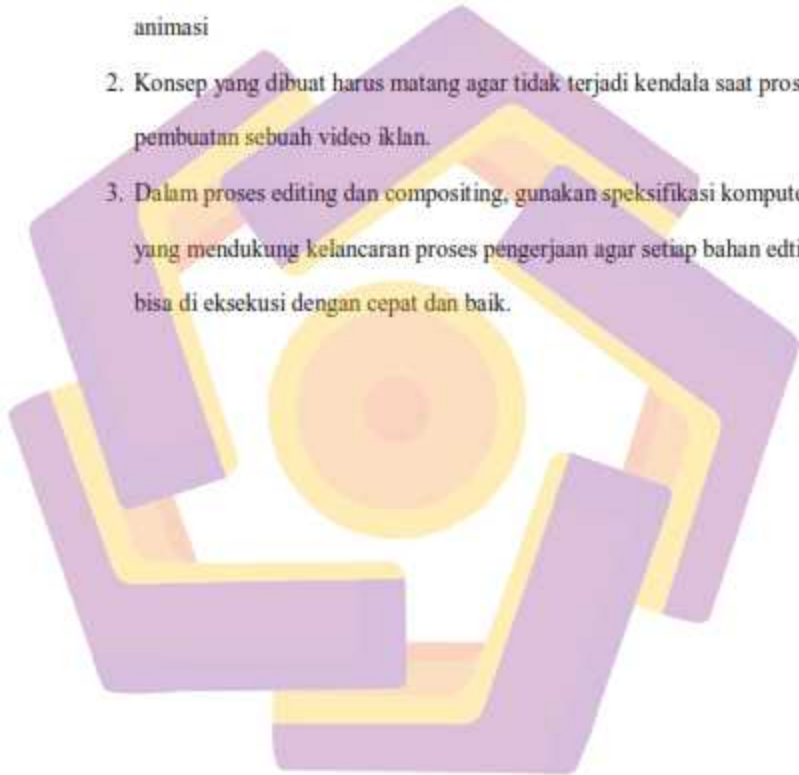 animasi
2. Konsep yang dibuat harus matang agar tidak terjadi kendala saat pros
pembuatan sebuah video iklan.
3. Dalam proses editing dan compositing, gunakan speksifikasi kompute
yang mendukung kelancaran proses pengerjaan agar setiap bahan edti
bisa di eksekusi dengan cepat dan baik.